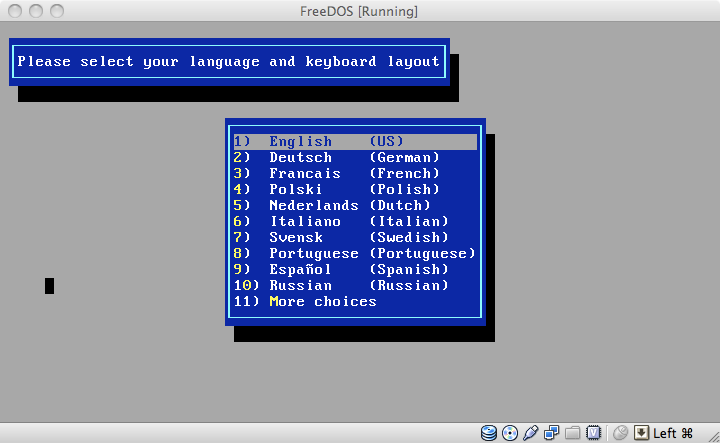 FreeDOS [Running]
Please select your language and keyboard layout
1) English (US)
2) Deutsch (German)
3) Francais (French)
4) Polski (Polish)
5) Nederlands (Dutch)
6) Italiano (Italian)
7) Svensk (Swedish)
8) Portuguese (Portuguese)
9) Español (Spanish)
10) Russian (Russian)
11) More choices
Left ⌘